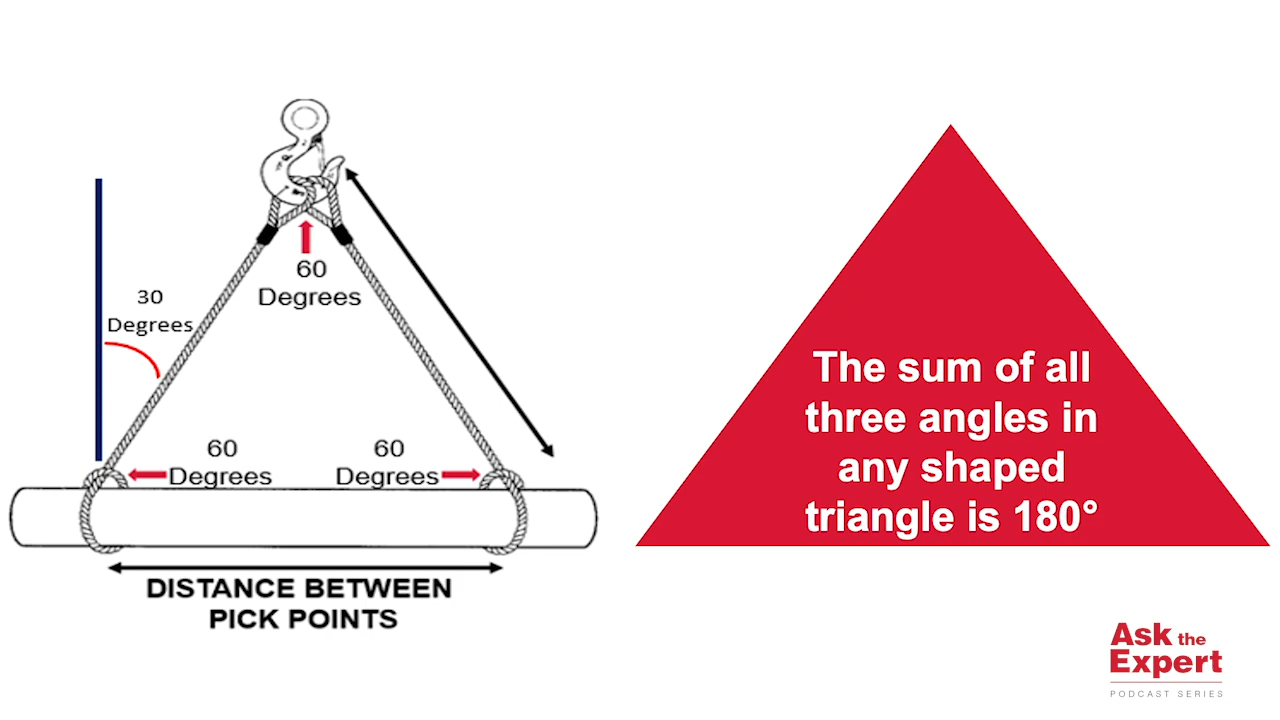 30
Degrees
60
Degrees
60
Degrees
60
Degrees
DISTANCE BETWEEN
PICK POINTS
The sum of all
three angles in
any shaped
triangle is 180°
Ask the
Expert
PODCAST SERIES